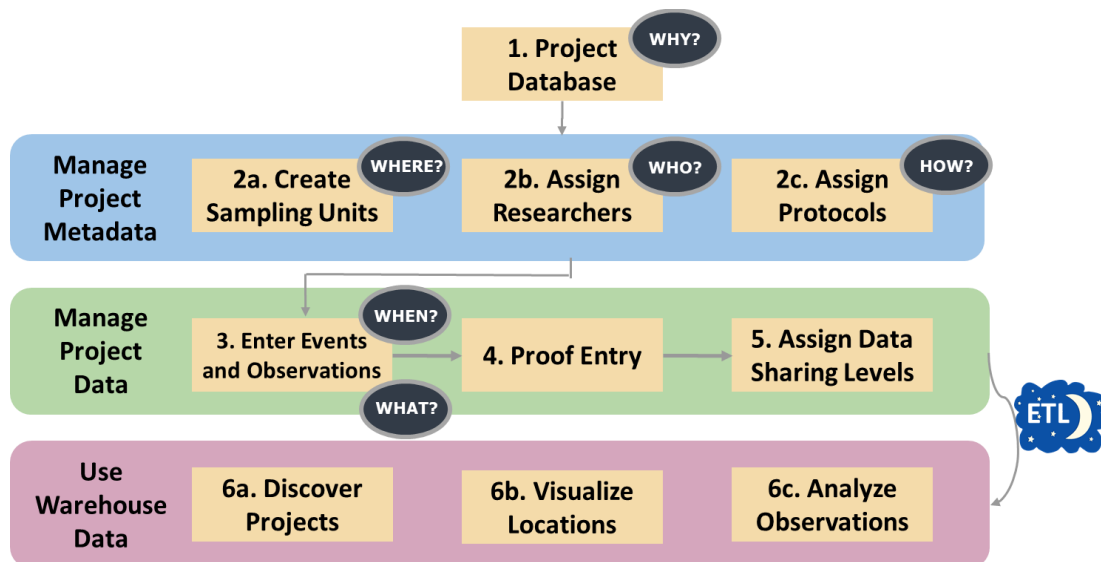 1. Project
Database
WHY?
Manage
Project
Metadata
2a. Create
Sampling Units
WHERE?
2b. Assign
Researchers
WHO?
2c. Assign
Protocols
HOW?
Manage
Project
Data
3. Enter Events
and Observations
WHEN?
WHAT?
4. Proof Entry
5. Assign Data
Sharing Levels
ETL
Use
Warehouse
Data
6a. Discover
Projects
6b. Visualize
Locations
6c. Analyze
Observations